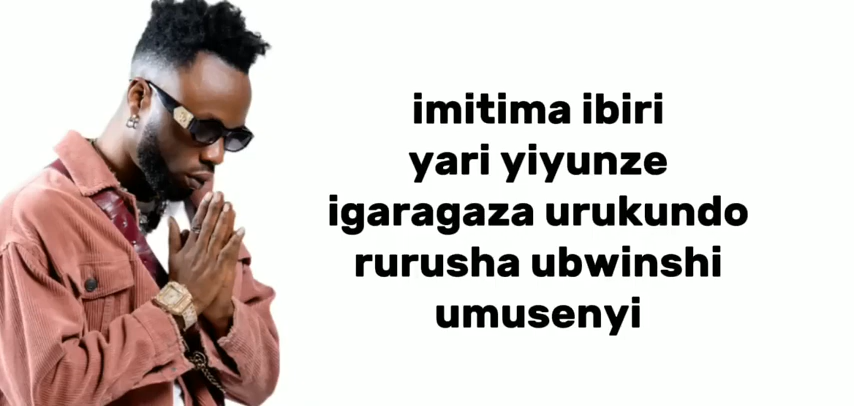 imitima ibiri
yari yiyunze
igaragaza urukundo
rurusha ubwinshi
umusenyi